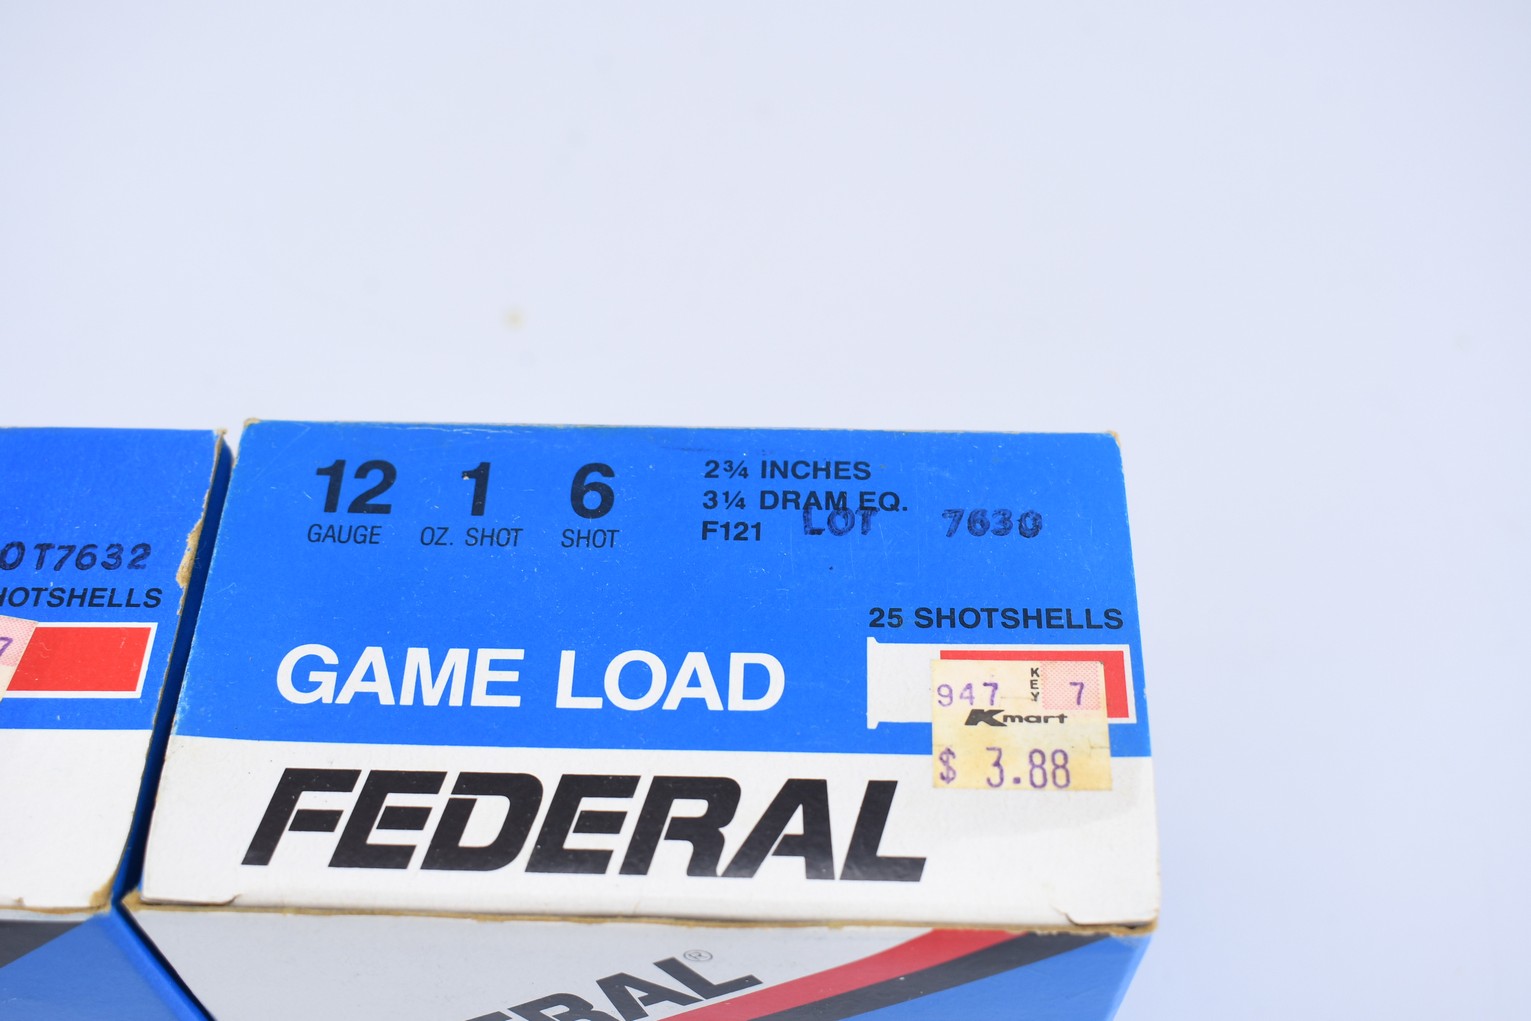 12 1 6
GAUGE OZ. SHOT SHOT
2¾ INCHES
3¼ DRAM EQ.
F121
LOT 7630
25 SHOTSHELLS
GAME LOAD
947 KEY 7
Kmart
$ 3.88
FEDERAL
OT7632
HOTSHELLS
7
ERAL®